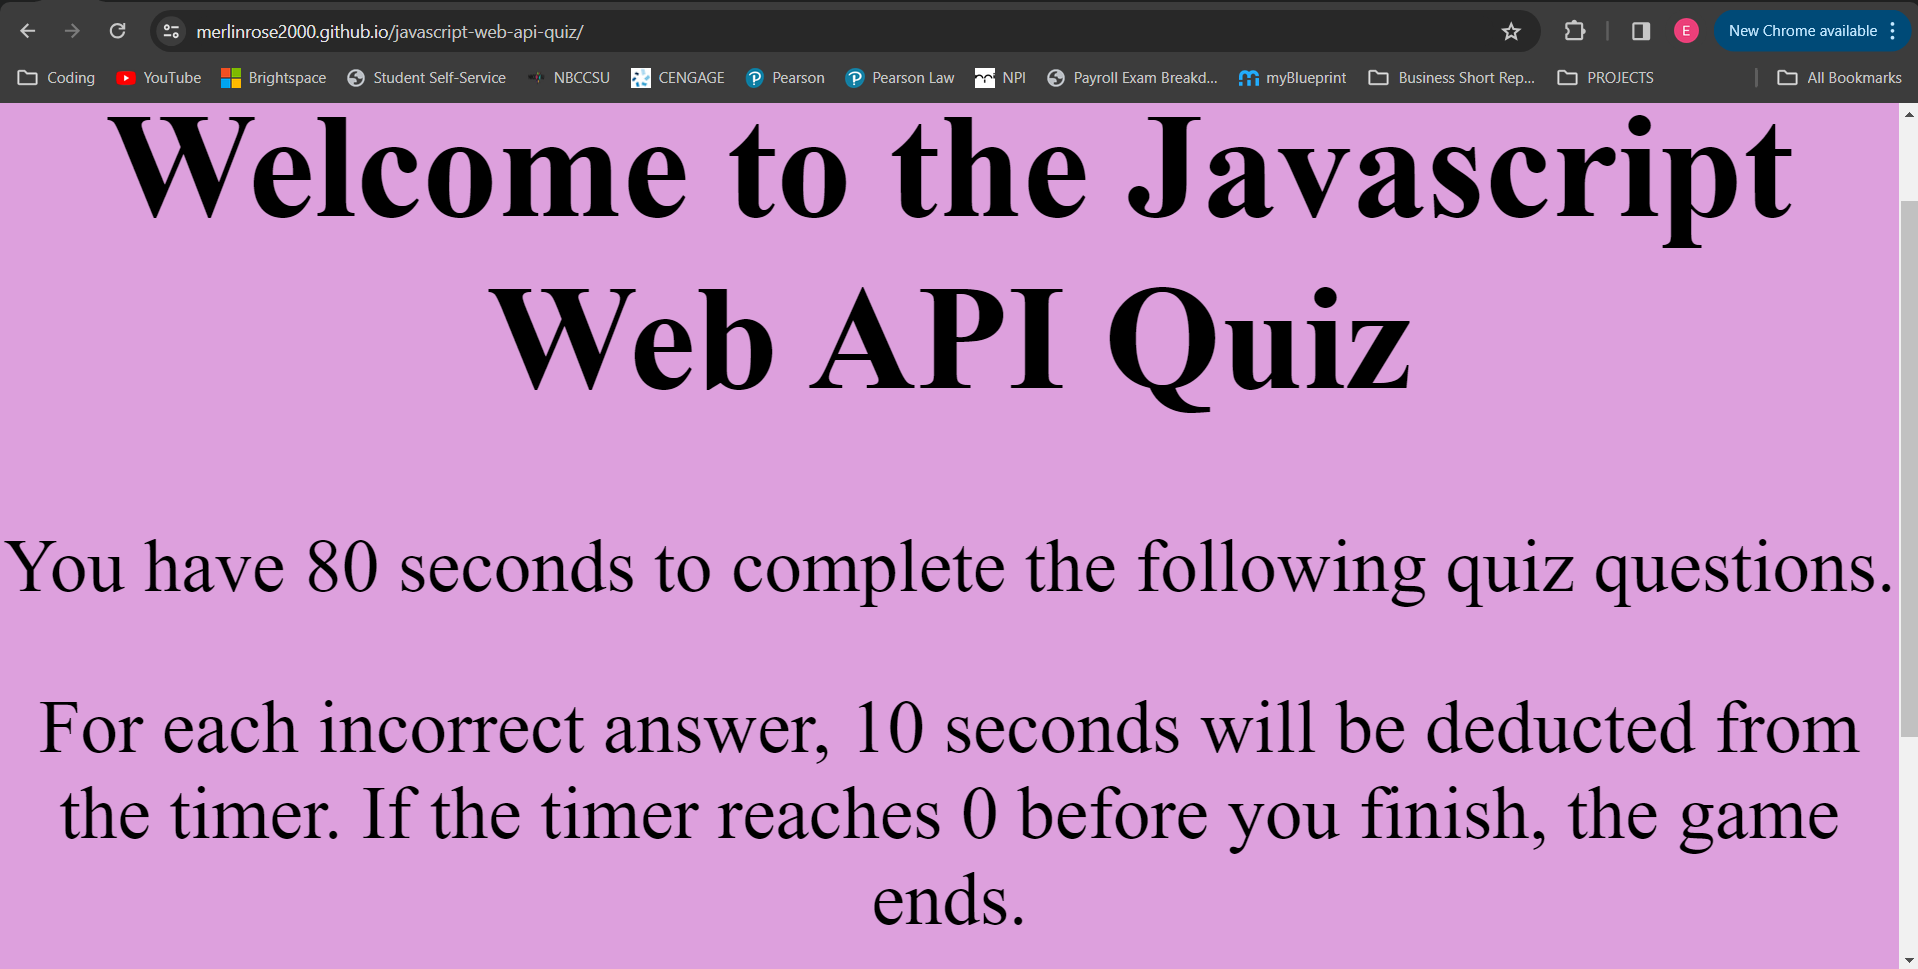 merlinrose2000.github.io/javascript-web-api-quiz/
E
New Chrome available
Coding YouTube Brightspace Student Self-Service NBCCSU CENGAGE Pearson Pearson Law NPI Payroll Exam Breakd... myBlueprint Business Short Rep... PROJECTS All Bookmarks
Welcome to the Javascript
Web API Quiz
You have 80 seconds to complete the following quiz questions.
For each incorrect answer, 10 seconds will be deducted from
the timer. If the timer reaches 0 before you finish, the game
ends.